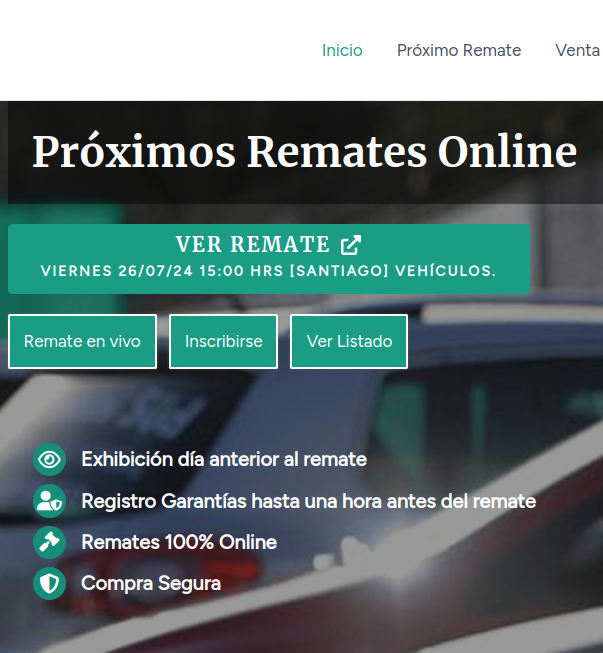 Inicio Próximo Remate Venta
Próximos Remates Online
VER REMATE
VIERNES 26/07/24 15:00 HRS [SANTIAGO] VEHÍCULOS.
Remate en vivo Inscribirse Ver Listado
Exhibición día anterior al remate
Registro Garantías hasta una hora antes del remate
Remates 100% Online
Compra Segura